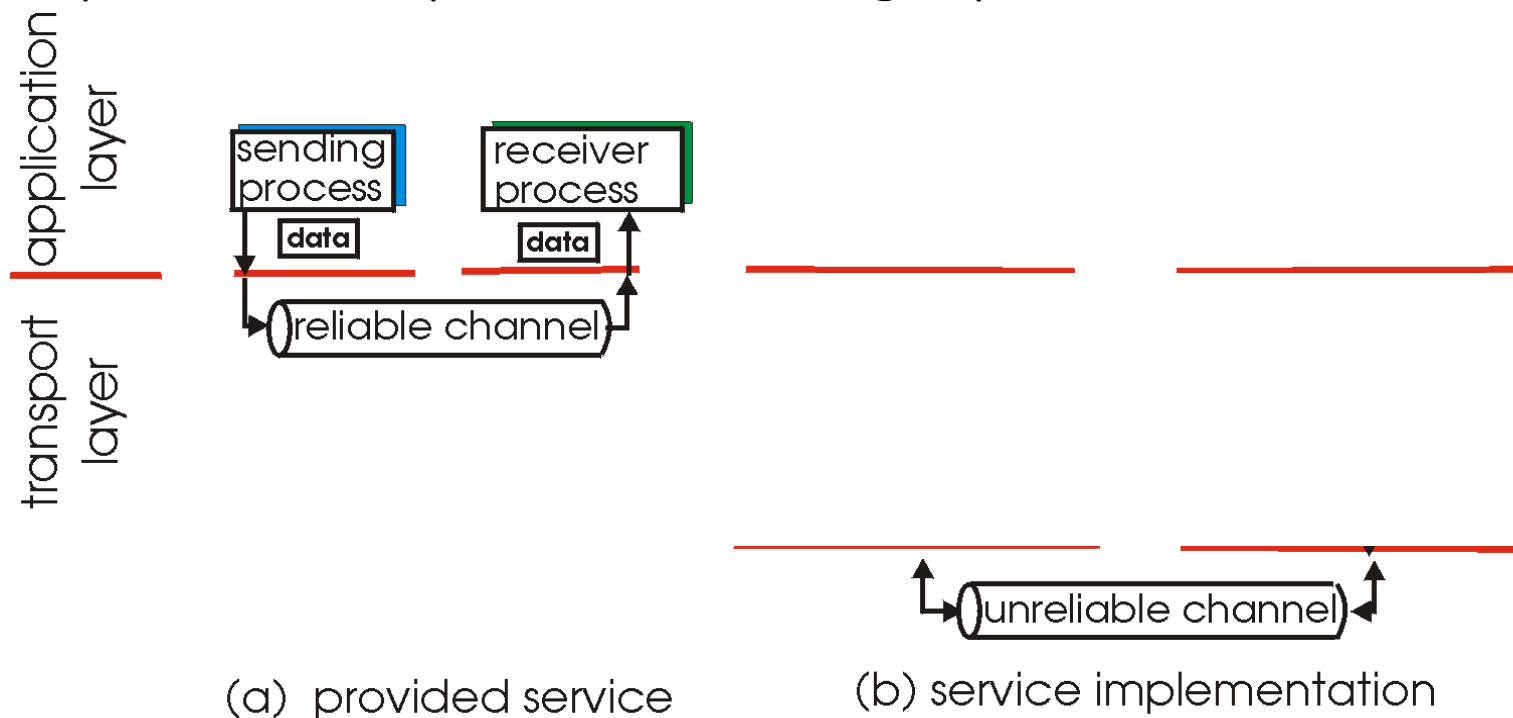 application
layer
sending
process
receiver
process
data
data
reliable channel
transport
layer
unreliable channel
(a) provided service
(b) service implementation